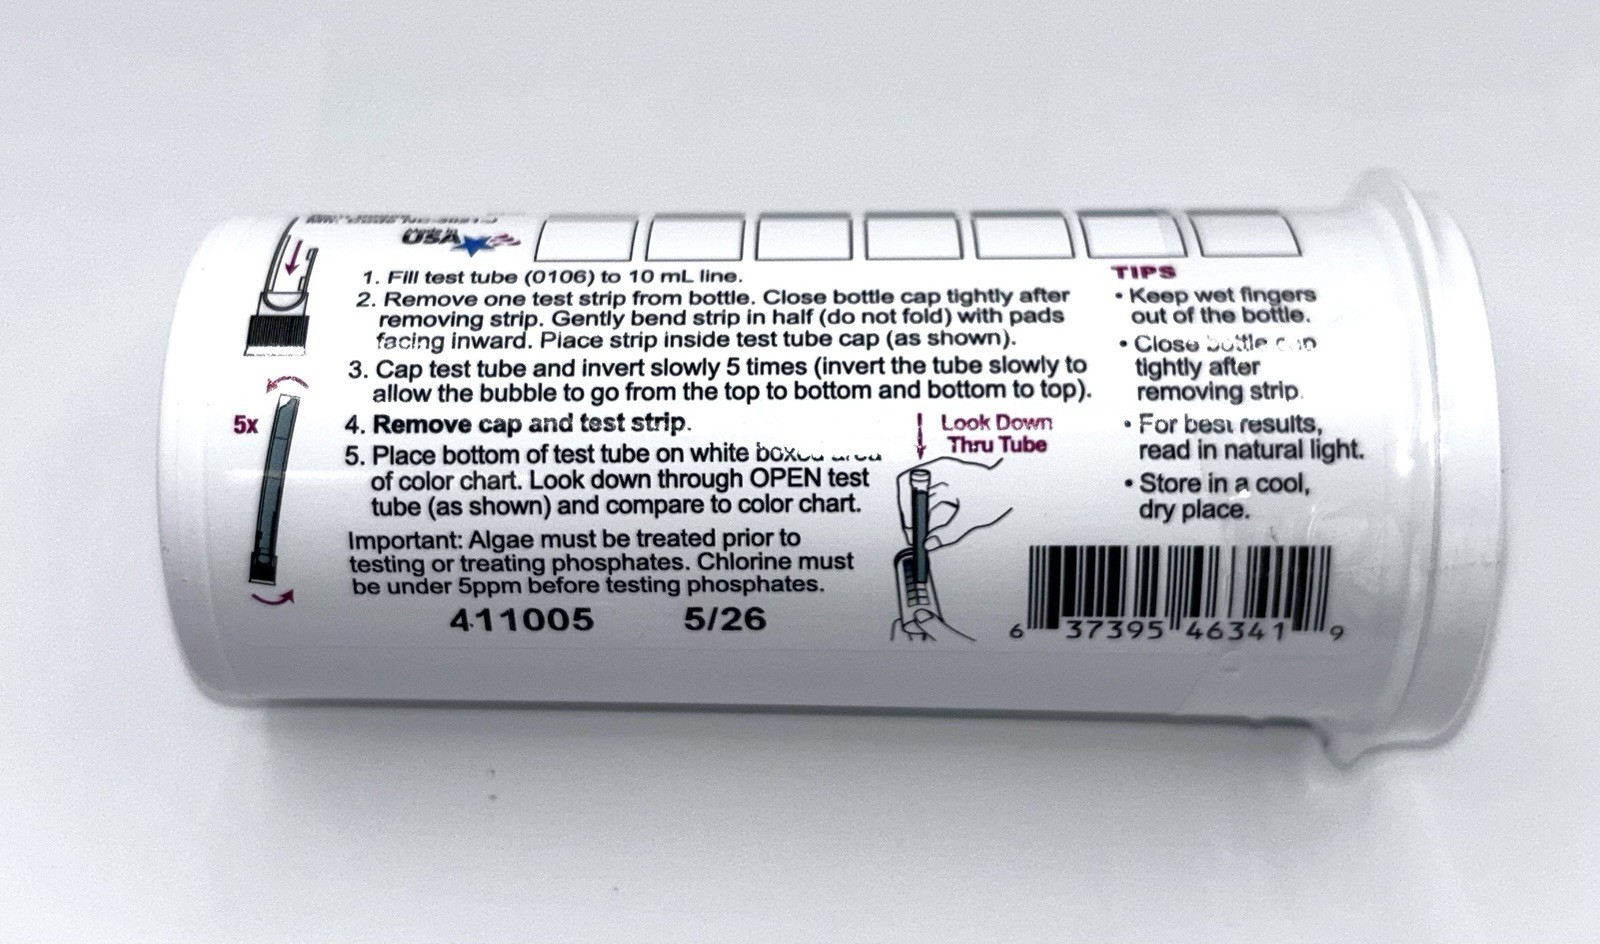 Made in
USA
1. Fill test tube (0106) to 10 mL line.
2. Remove one test strip from bottle. Close bottle cap tightly after
removing strip. Gently bend strip in half (do not fold) with pads
facing inward. Place strip inside test tube cap (as shown).
3. Cap test tube and invert slowly 5 times (invert the tube slowly to
allow the bubble to go from the top to bottom and bottom to top).
5x
4. Remove cap and test strip.
5. Place bottom of test tube on white boxed area
of color chart. Look down through OPEN test
tube (as shown) and compare to color chart.
Look Down
Thru Tube
Important: Algae must be treated prior to
testing or treating phosphates. Chlorine must
be under 5ppm before testing phosphates.
411005 5/26
TIPS
• Keep wet fingers
out of the bottle.
• Close bottle cap
tightly after
removing strip.
• For best results,
read in natural light.
• Store in a cool,
dry place.
6 37395 46341 9